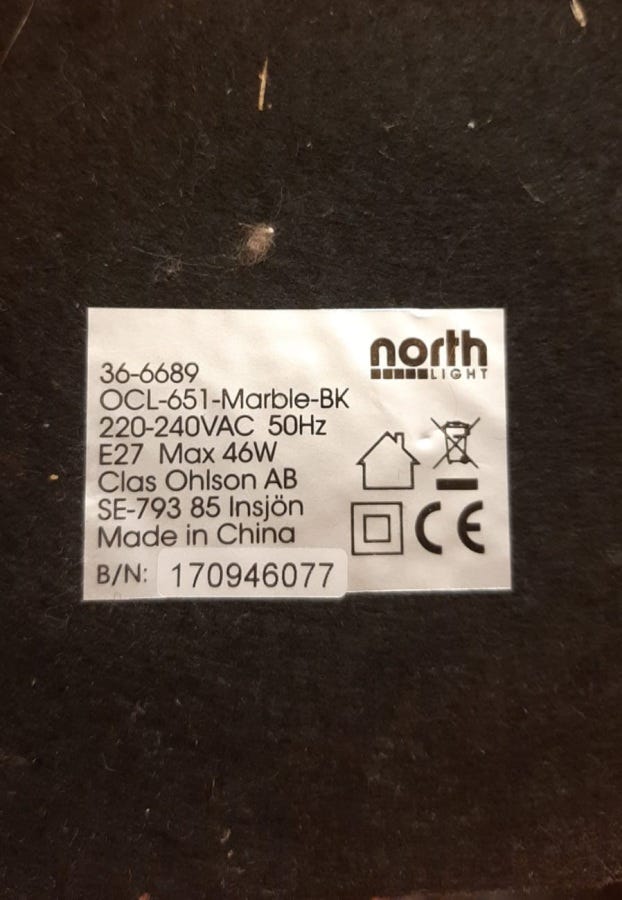 north
LIGHT
36-6689
OCL-651-Marble-BK
220-240VAC 50Hz
E27 Max 46W
Clas Ohlson AB
SE-793 85 Insjön
Made in China
B/N: 170946077
CE